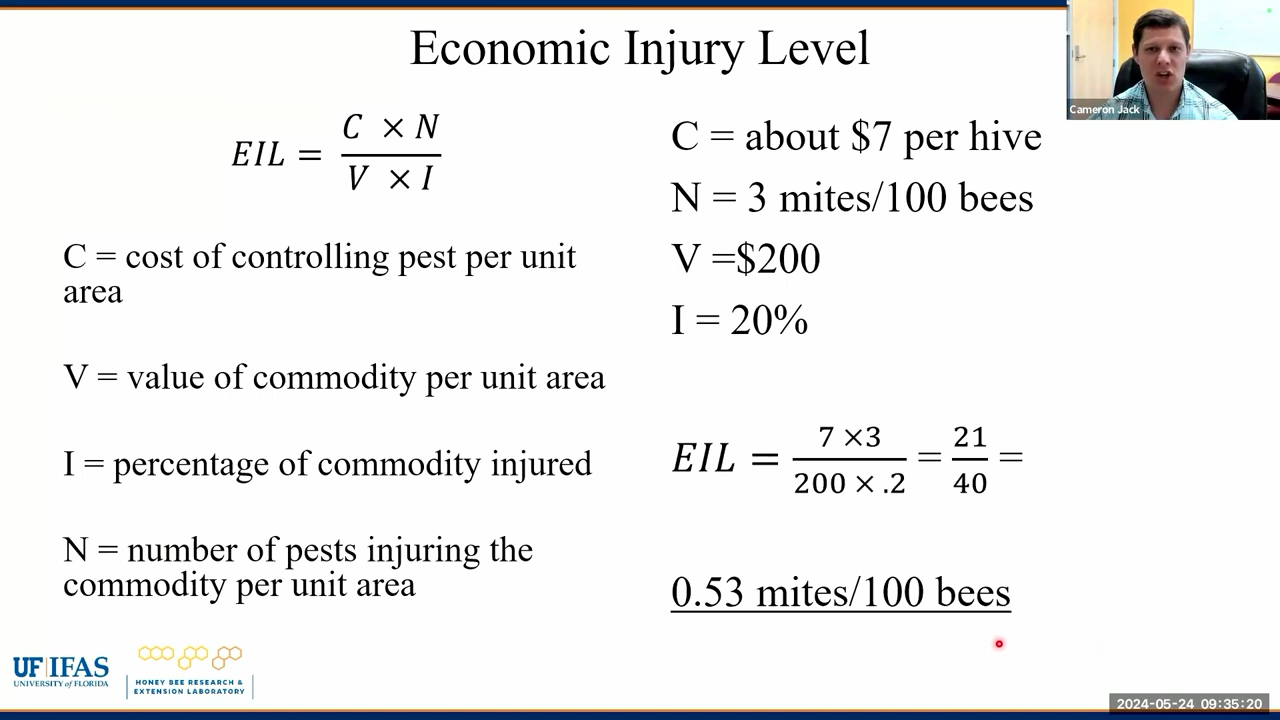 Economic Injury Level
EIL = (C × N) / (V × I)
C = cost of controlling pest per unit
area
V = value of commodity per unit area
I = percentage of commodity injured
N = number of pests injuring the
commodity per unit area
C = about $7 per hive
N = 3 mites/100 bees
V =$200
I = 20%
EIL = (7 ×3) / (200 × .2) = 21/40 =
0.53 mites/100 bees
Cameron Jack
UF|IFAS
UNIVERSITY of FLORIDA
HONEY BEE RESEARCH &
EXTENSION LABORATORY
2024-05-24 09:35:20